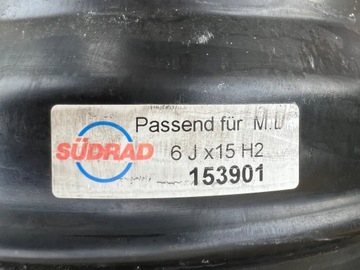 Passend für M.B
SÜDRAD
6 J x15 H2
153901